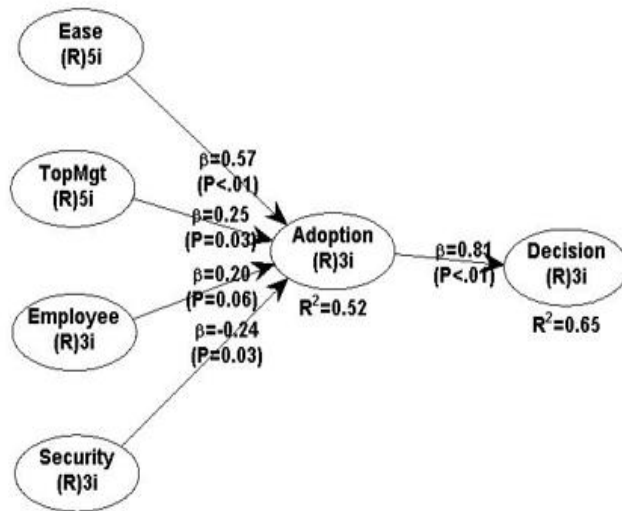 Ease
(R)5i
β=0.57
(P<.01)
TopMgt
(R)5i
β=0.25
(P=0.03)
Adoption
(R)3i
R²=0.52
β=0.81
(P<.01)
Decision
(R)3i
R²=0.65
Employee
(R)3i
β=0.20
(P=0.06)
β=-0.24
(P=0.03)
Security
(R)3i